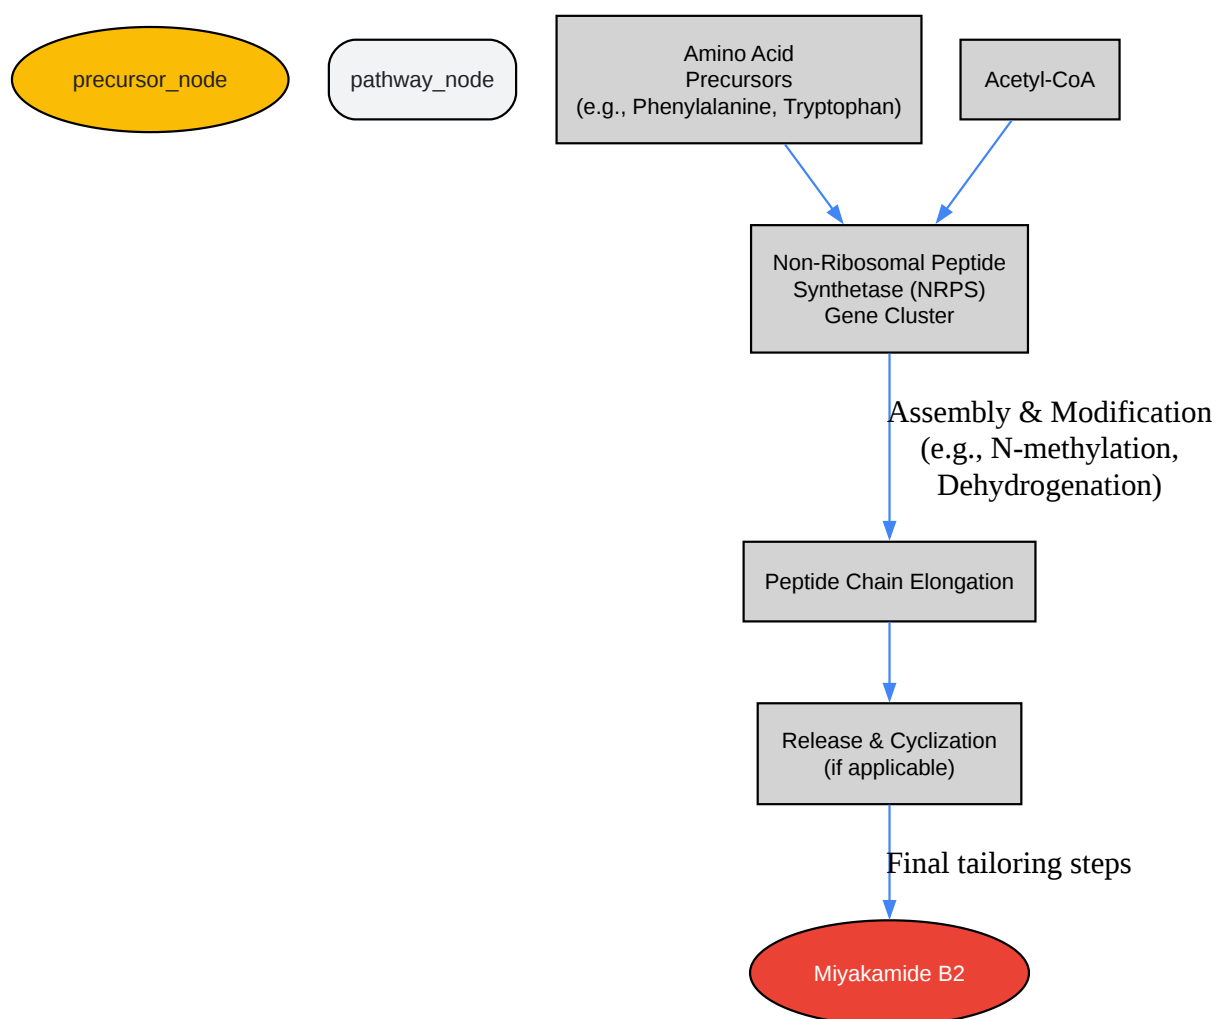 precursor_node
pathway_node
Amino Acid
Precursors
(e.g., Phenylalanine, Tryptophan)
Acetyl-CoA
Non-Ribosomal Peptide
Synthetase (NRPS)
Gene Cluster
Assembly & Modification
(e.g., N-methylation,
Dehydrogenation)
Peptide Chain Elongation
Release & Cyclization
(if applicable)
Final tailoring steps
Miyakamide B2